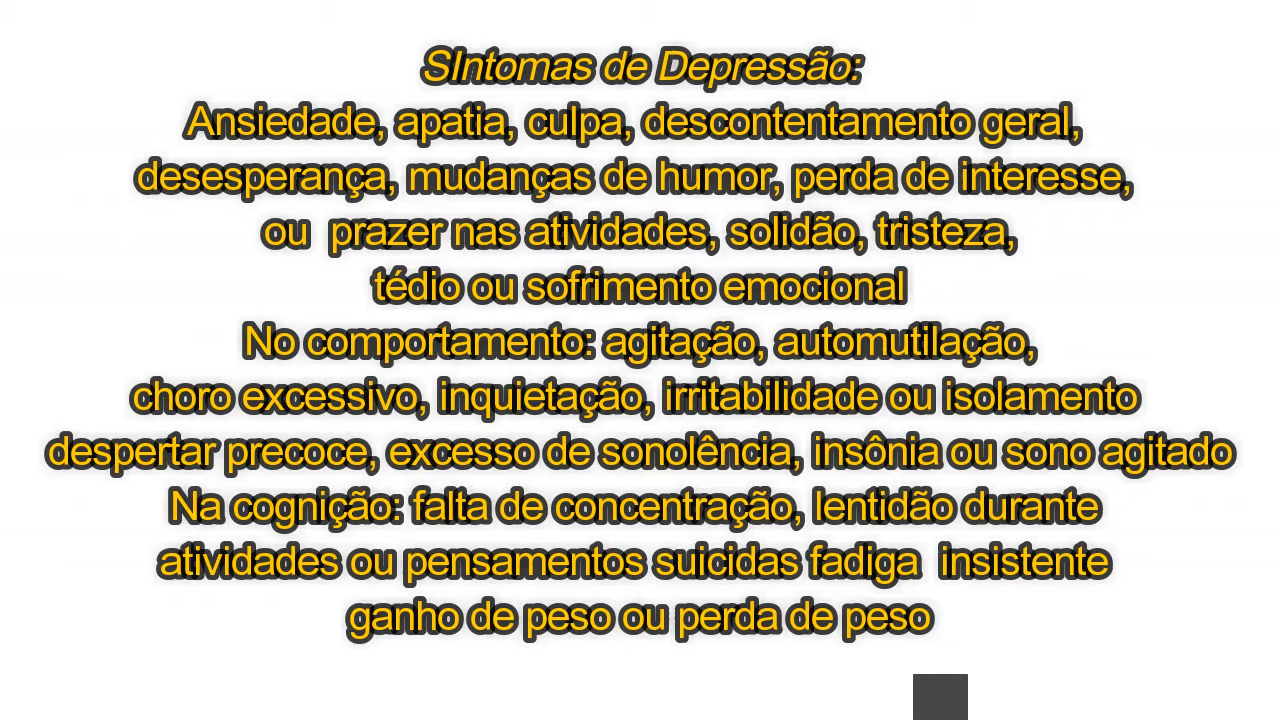 SIntomas de Depressão:
Ansiedade, apatia, culpa, descontentamento geral,
desesperança, mudanças de humor, perda de interesse,
ou  prazer nas atividades, solidão, tristeza,
tédio ou sofrimento emocional
No comportamento: agitação, automutilação,
choro excessivo, inquietação, irritabilidade ou isolamento
despertar precoce, excesso de sonolência, insônia ou sono agitado
Na cognição: falta de concentração, lentidão durante
atividades ou pensamentos suicidas fadiga  insistente
ganho de peso ou perda de peso